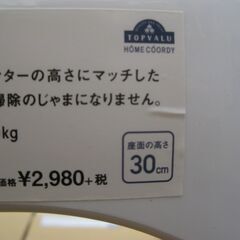 TOPVALU
HOME COORDY
ターの高さにマッチした
掃除のじゃまになりません。
kg
座面の高さ
30cm
価格 ¥2,980+税